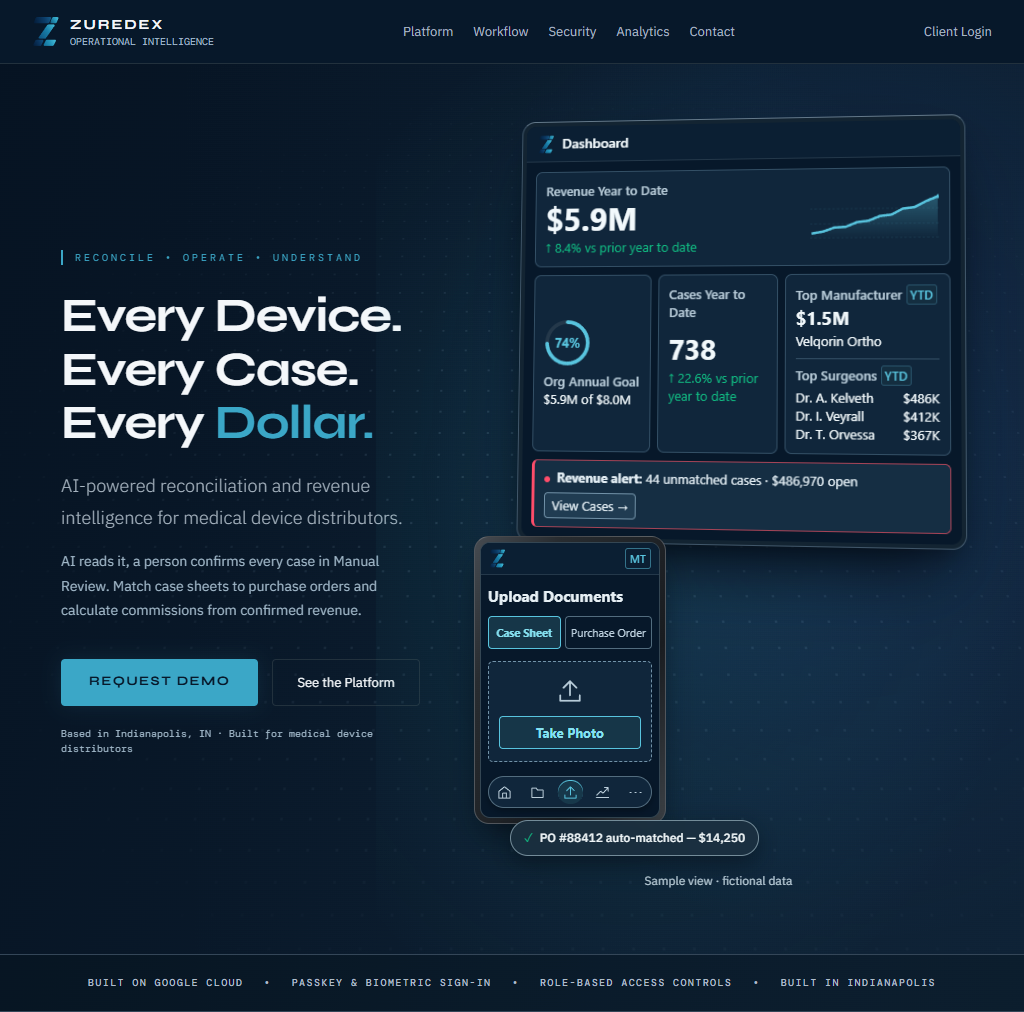 ZUREDEX
OPERATIONAL INTELLIGENCE
Platform
Workflow
Security
Analytics
Contact
Client Login
RECONCILE • OPERATE • UNDERSTAND
Every Device.
Every Case.
Every Dollar.
AI-powered reconciliation and revenue
intelligence for medical device distributors.
AI reads it, a person confirms every case in Manual
Review. Match case sheets to purchase orders and
calculate commissions from confirmed revenue.
REQUEST DEMO
See the Platform
Based in Indianapolis, IN · Built for medical device
distributors
Dashboard
Revenue Year to Date
$5.9M
↑ 8.4% vs prior year to date
74%
Org Annual Goal
$5.9M of $8.0M
Cases Year to
Date
738
↑ 22.6% vs prior
year to date
Top Manufacturer YTD
$1.5M
Velqorin Ortho
Top Surgeons YTD
Dr. A. Kelveth $486K
Dr. I. Veyrall $412K
Dr. T. Orvessa $367K
Revenue alert: 44 unmatched cases · $486,970 open
View Cases →
MT
Upload Documents
Case Sheet
Purchase Order
Take Photo
✓ PO #88412 auto-matched — $14,250
Sample view · fictional data
BUILT ON GOOGLE CLOUD • PASSKEY & BIOMETRIC SIGN-IN • ROLE-BASED ACCESS CONTROLS • BUILT IN INDIANAPOLIS